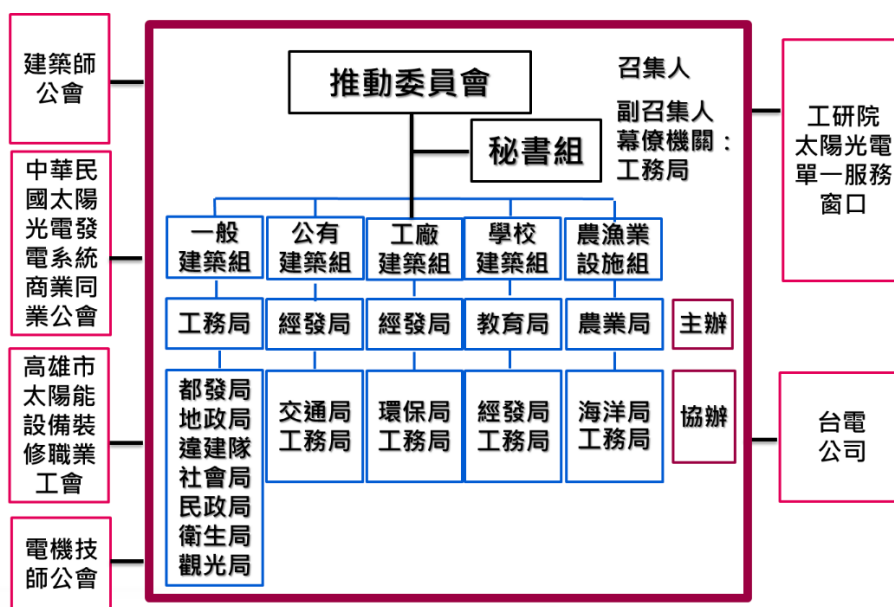 建築師
公會
中華民
國太陽
光電發
電系統
商業同
業公會
高雄市
太陽能
設備裝
修職業
工會
電機技
師公會
推動委員會
秘書組
召集人
副召集人
幕僚機關：
工務局
一般
建築組
公有
建築組
工廠
建築組
學校
建築組
農漁業
設施組
工務局
經發局
經發局
教育局
農業局
主辦
都發局
地政局
違建隊
社會局
民政局
衛生局
觀光局
交通局
工務局
環保局
工務局
經發局
工務局
海洋局
工務局
協辦
工研院
太陽光電
單一服務
窗口
台電
公司